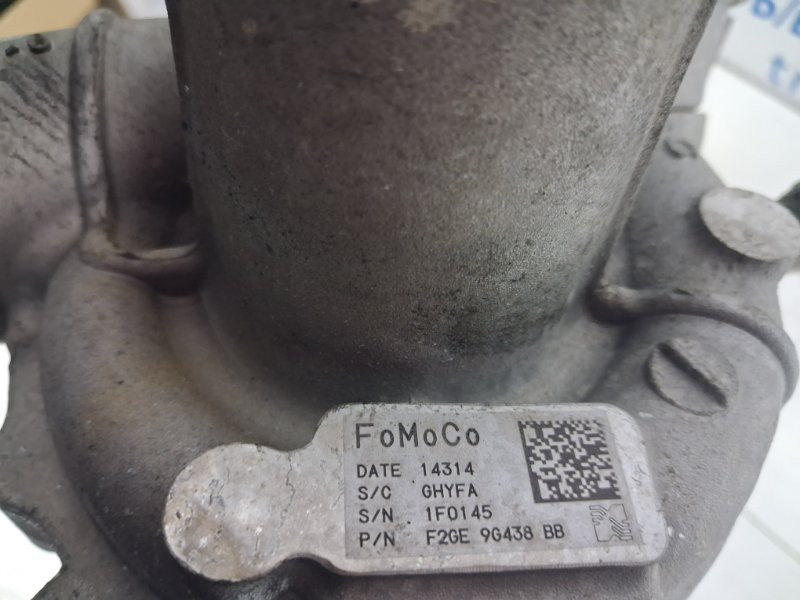 FoMoCo
DATE 14314
S/C GHYFA
S/N 1F0145
P/N F2GE 9G438 BB